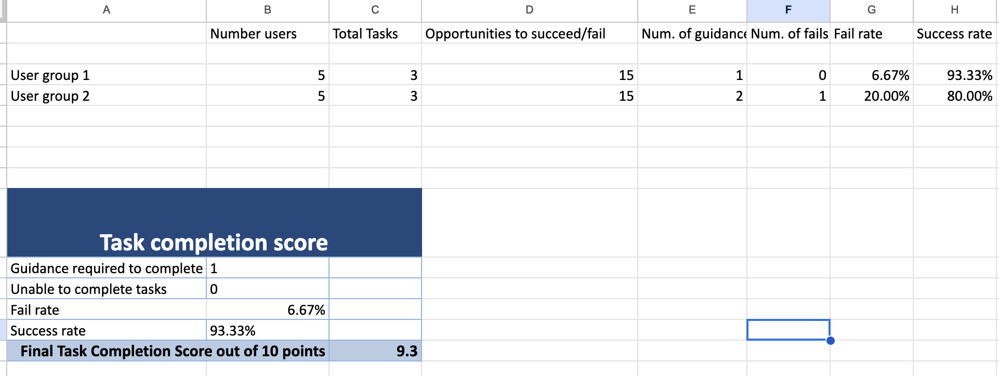 A B C D E F G H
Number users Total Tasks Opportunities to succeed/fail Num. of guidance Num. of fails Fail rate Success rate
User group 1 5 3 15 1 0 6.67% 93.33%
User group 2 5 3 15 2 1 20.00% 80.00%
Task completion score
Guidance required to complete 1
Unable to complete tasks 0
Fail rate 6.67%
Success rate 93.33%
Final Task Completion Score out of 10 points 9.3